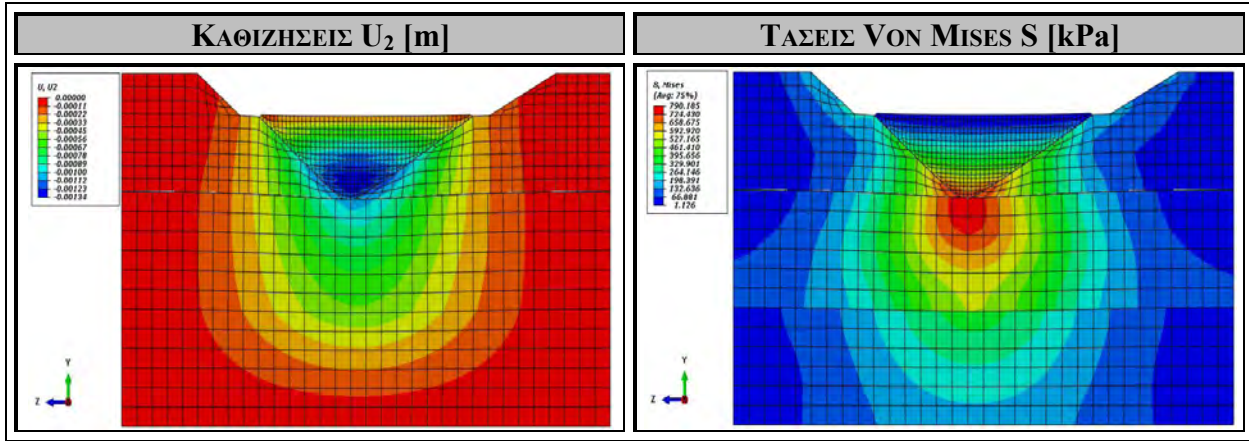 ΚΑΘΙΖΗΣΕΙΣ U2 [m]
ΤΑΣΕΙΣ VON MISES S [kPa]
U, U2
0.00000
-0.00011
-0.00022
-0.00033
-0.00045
-0.00056
-0.00067
-0.00078
-0.00089
-0.00100
-0.00112
-0.00123
-0.00134
Y
Z
S, Mises
(Avg: 75%)
790.185
724.430
658.675
592.920
527.165
461.410
395.656
329.901
264.146
198.391
132.636
66.881
1.126
Y
Z